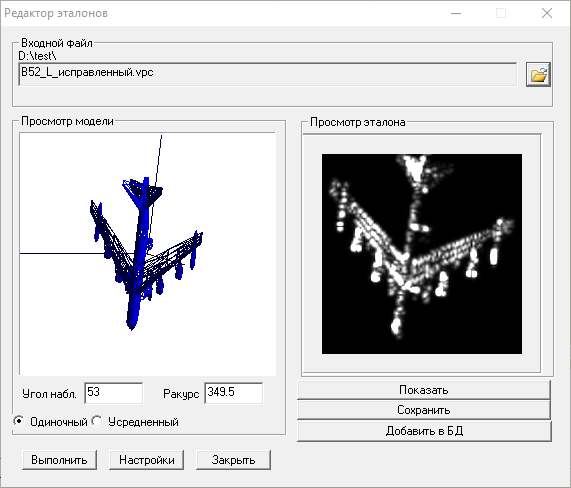 Редактор эталонов
Входной файл
D:\test\
B52_L_исправленный.vpc
Просмотр модели
Просмотр эталона
Угол набл. 53 Ракурс 349.5
Одиночный Усредненный
Показать
Сохранить
Добавить в БД
Выполнить Настройки Закрыть